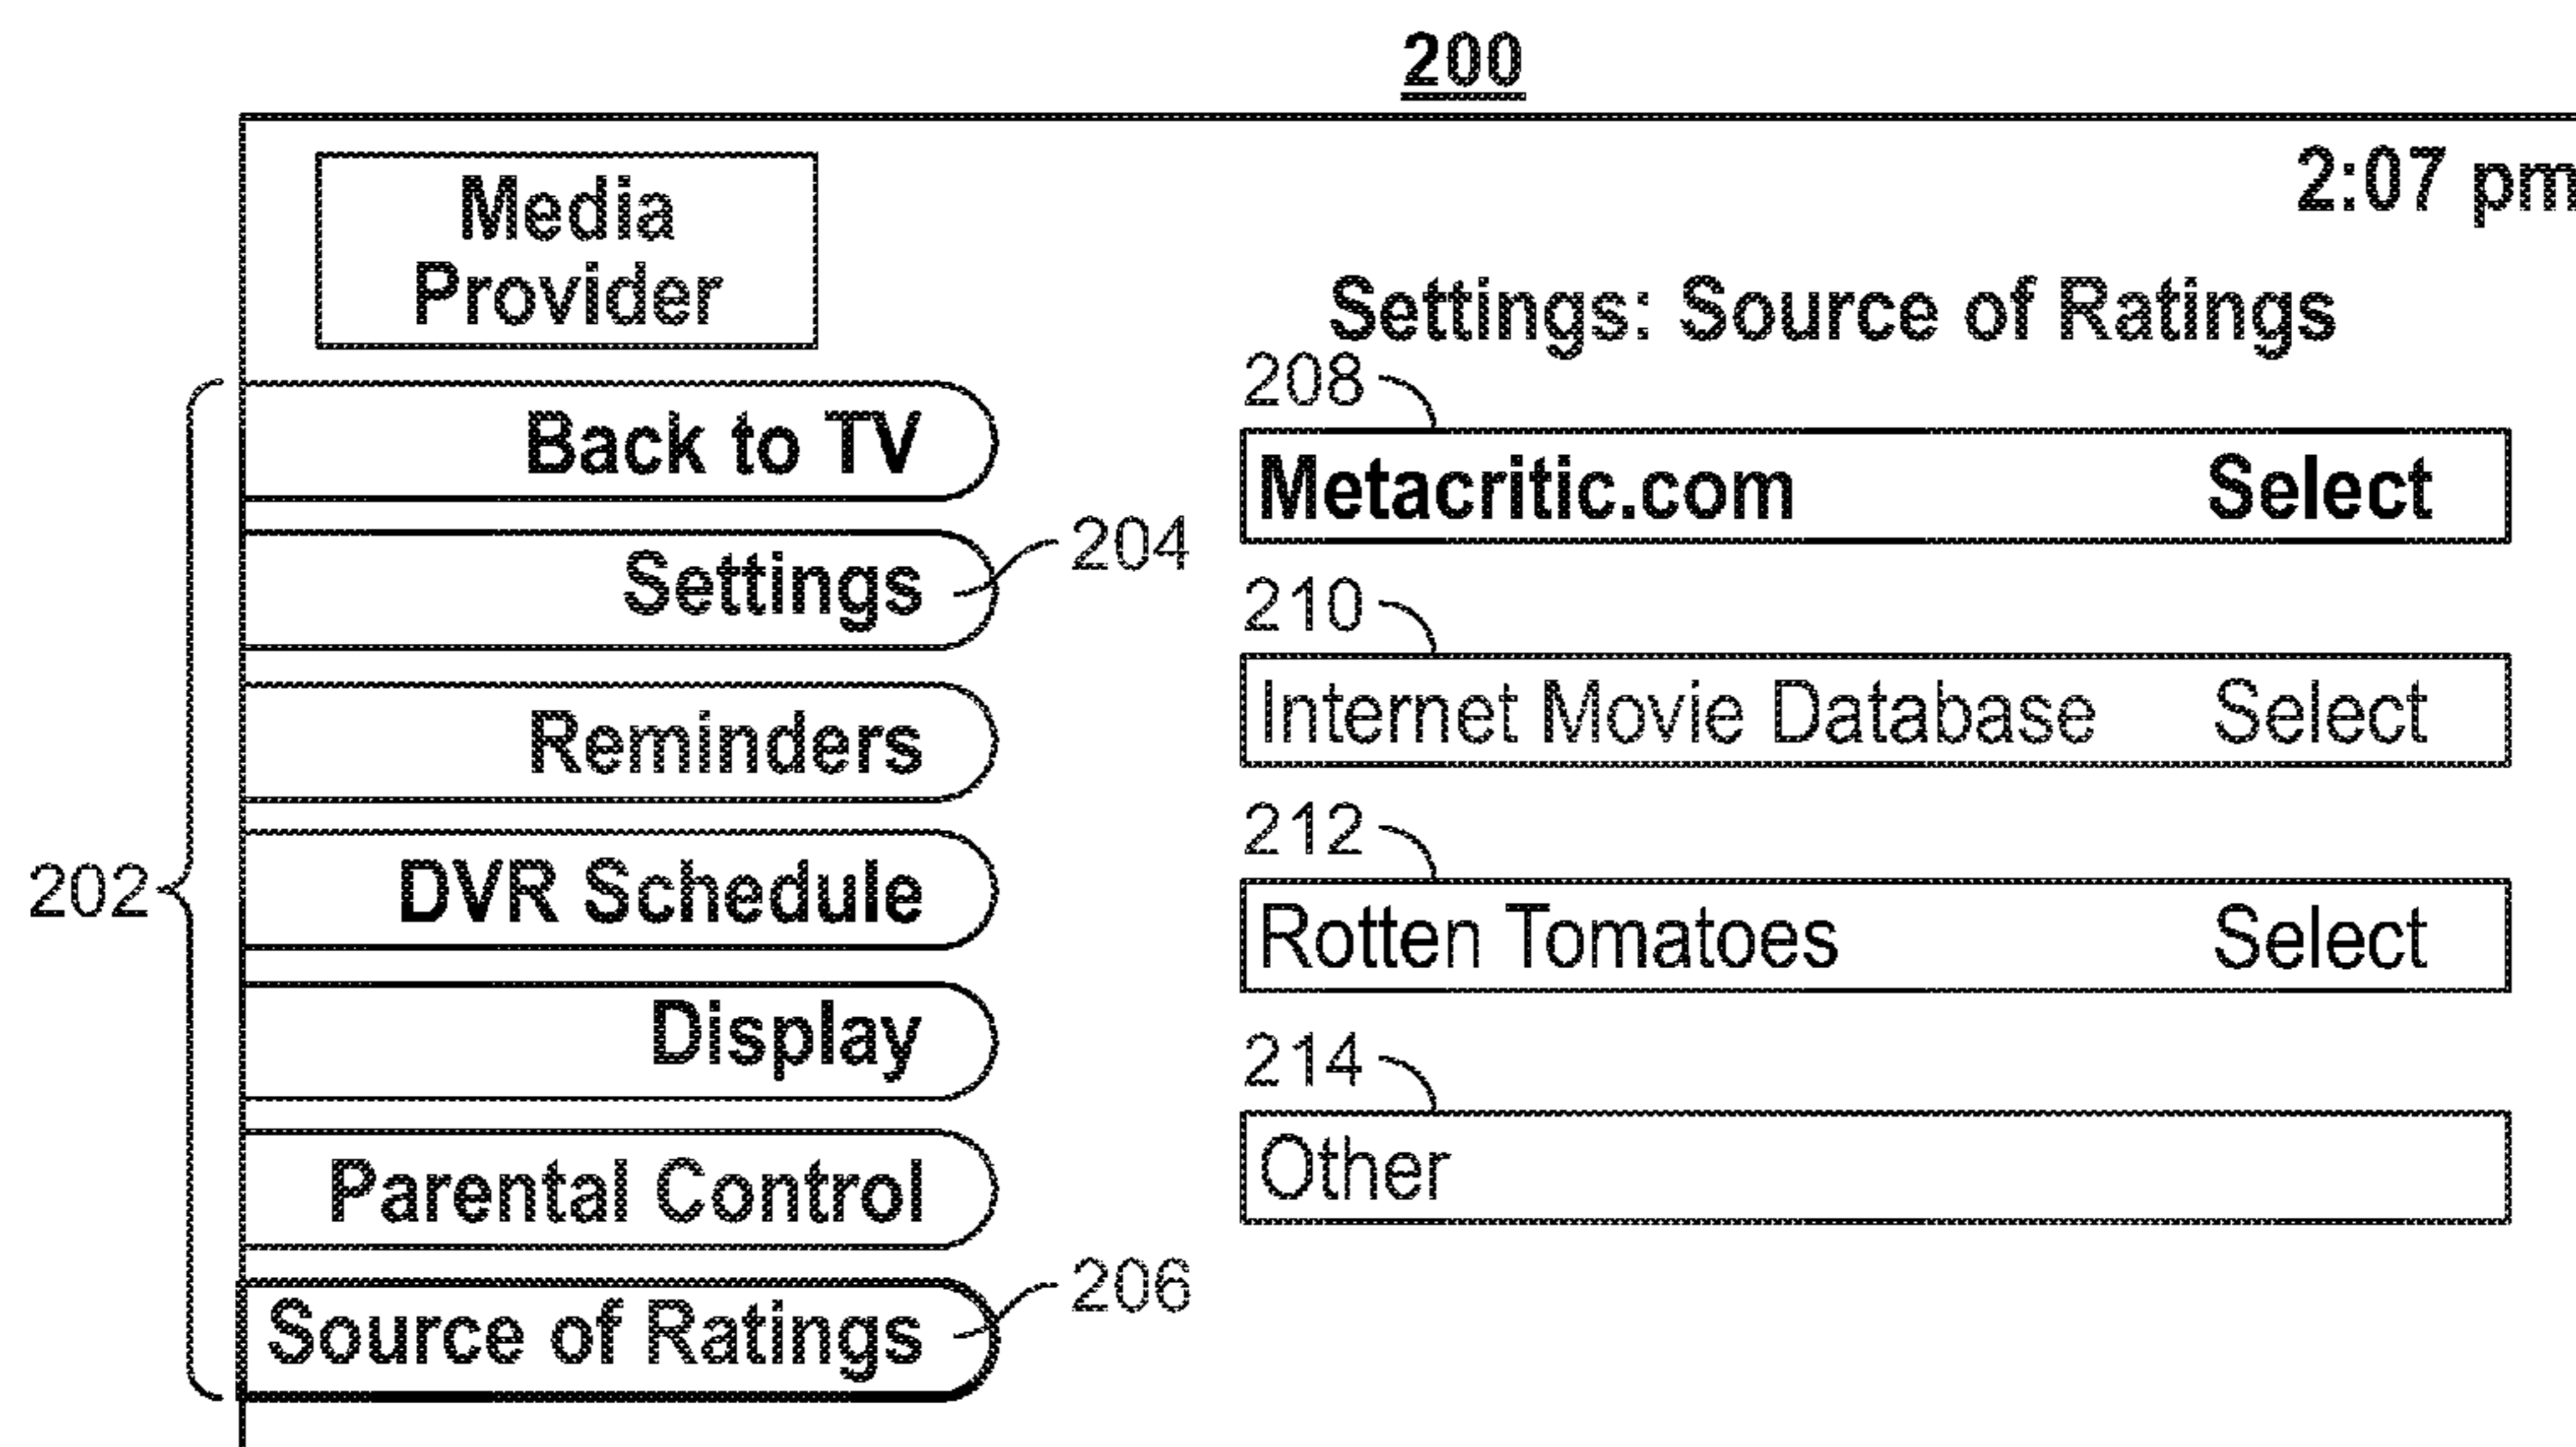 200
2:07 pm
Media
Provider
Settings: Source of Ratings
202
Back to TV
Settings
204
Reminders
DVR Schedule
Display
Parental Control
Source of Ratings
206
208
Metacritic.com Select
210
Internet Movie Database Select
212
Rotten Tomatoes Select
214
Other